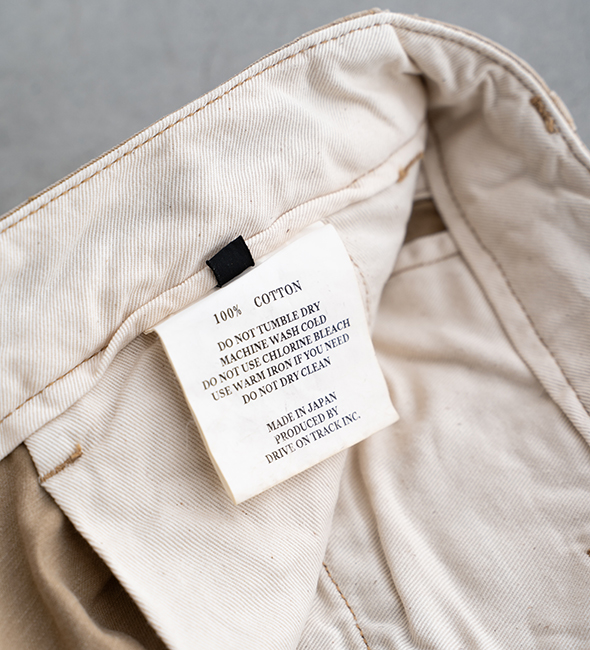 100% COTTON
DO NOT TUMBLE DRY
MACHINE WASH COLD
DO NOT USE CHLORINE BLEACH
USE WARM IRON IF YOU NEED
DO NOT DRY CLEAN
MADE IN JAPAN
PRODUCED BY
DRIVE ON TRACK INC.